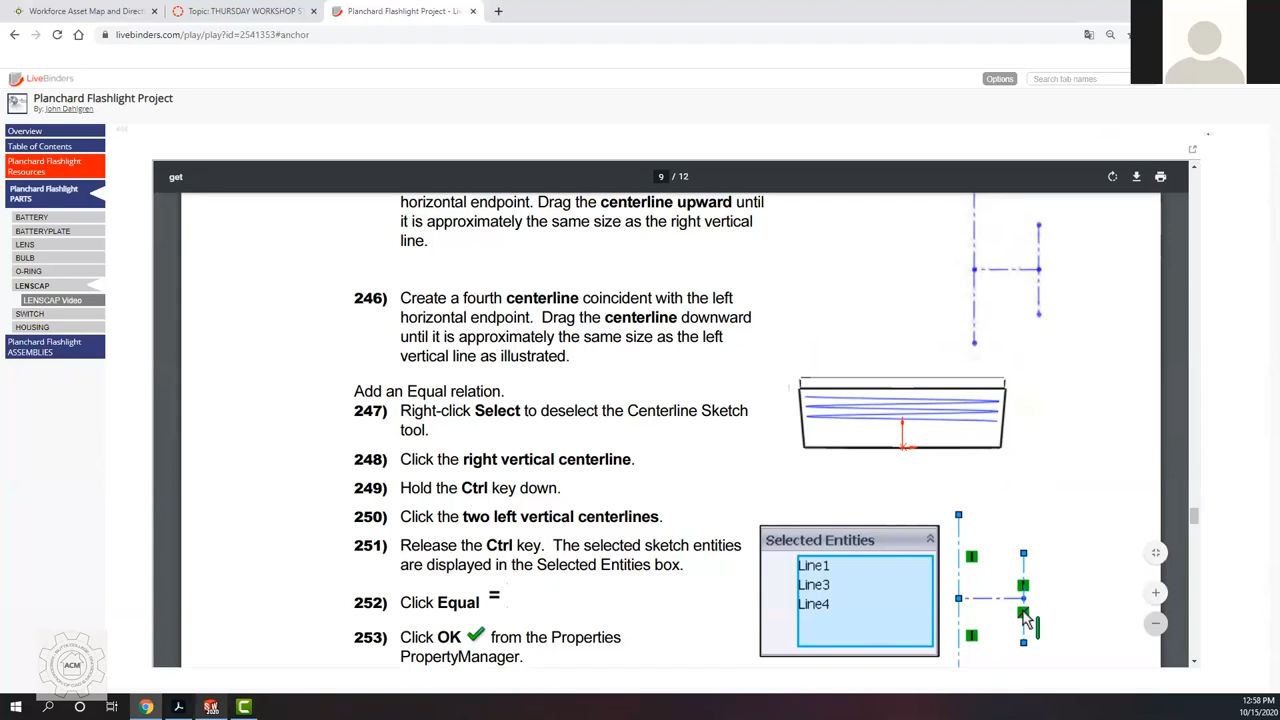 Workforce Asset Map and Direct
Topic: THURSDAY WORKSHOP S
Planchard Flashlight Project - Li
livebinders.com/play/play?id=2541353#anchor
LiveBinders
Options
Search tab names
Planchard Flashlight Project
By: John Dahlgren
Overview
Table of Contents
Planchard Flashlight
Resources
Planchard Flashlight
PARTS
BATTERY
BATTERYPLATE
LENS
BULB
O-RING
LENSCAP
LENSCAP Video
SWITCH
HOUSING
Planchard Flashlight
ASSEMBLIES
get
9 / 12
horizontal endpoint. Drag the centerline upward until
it is approximately the same size as the right vertical
line.
246) Create a fourth centerline coincident with the left
horizontal endpoint. Drag the centerline downward
until it is approximately the same size as the left
vertical line as illustrated.
Add an Equal relation.
247) Right-click Select to deselect the Centerline Sketch
tool.
248) Click the right vertical centerline.
249) Hold the Ctrl key down.
250) Click the two left vertical centerlines.
251) Release the Ctrl key. The selected sketch entities
are displayed in the Selected Entities box.
252) Click Equal =
253) Click OK from the Properties
PropertyManager.
Selected Entities
Line1
Line3
Line4
ACM
SW
2020
12:58 PM
10/15/2020